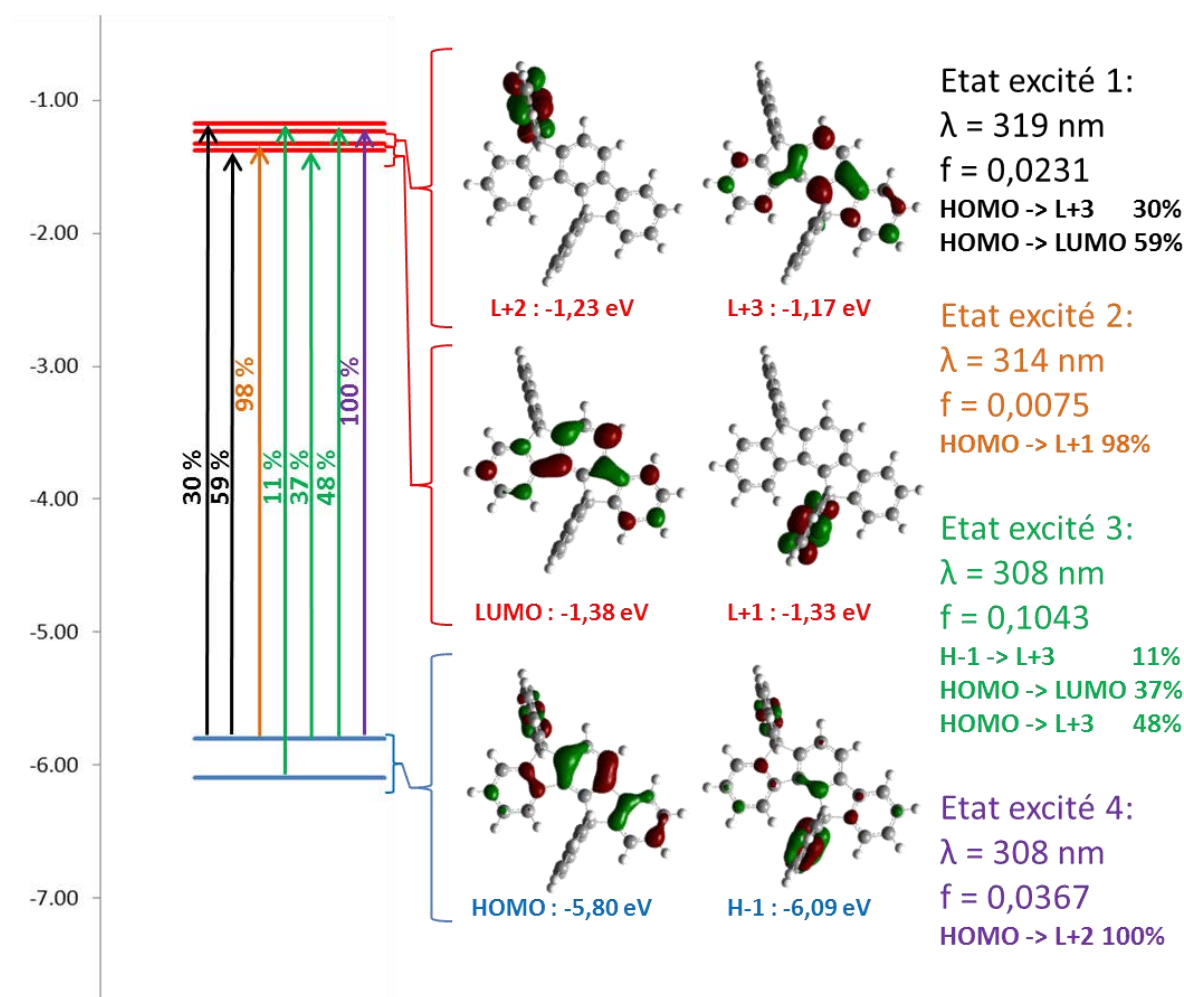 -1.00
-2.00
-3.00
-4.00
-5.00
-6.00
-7.00
30 %
59 %
98 %
11 %
37 %
48 %
100 %
L+2 : -1,23 eV
L+3 : -1,17 eV
LUMO : -1,38 eV
L+1 : -1,33 eV
HOMO : -5,80 eV
H-1 : -6,09 eV
Etat excité 1:
λ = 319 nm
f = 0,0231
HOMO -> L+3 30%
HOMO -> LUMO 59%
Etat excité 2:
λ = 314 nm
f = 0,0075
HOMO -> L+1 98%
Etat excité 3:
λ = 308 nm
f = 0,1043
H-1 -> L+3 11%
HOMO -> LUMO 37%
HOMO -> L+3 48%
Etat excité 4:
λ = 308 nm
f = 0,0367
HOMO -> L+2 100%